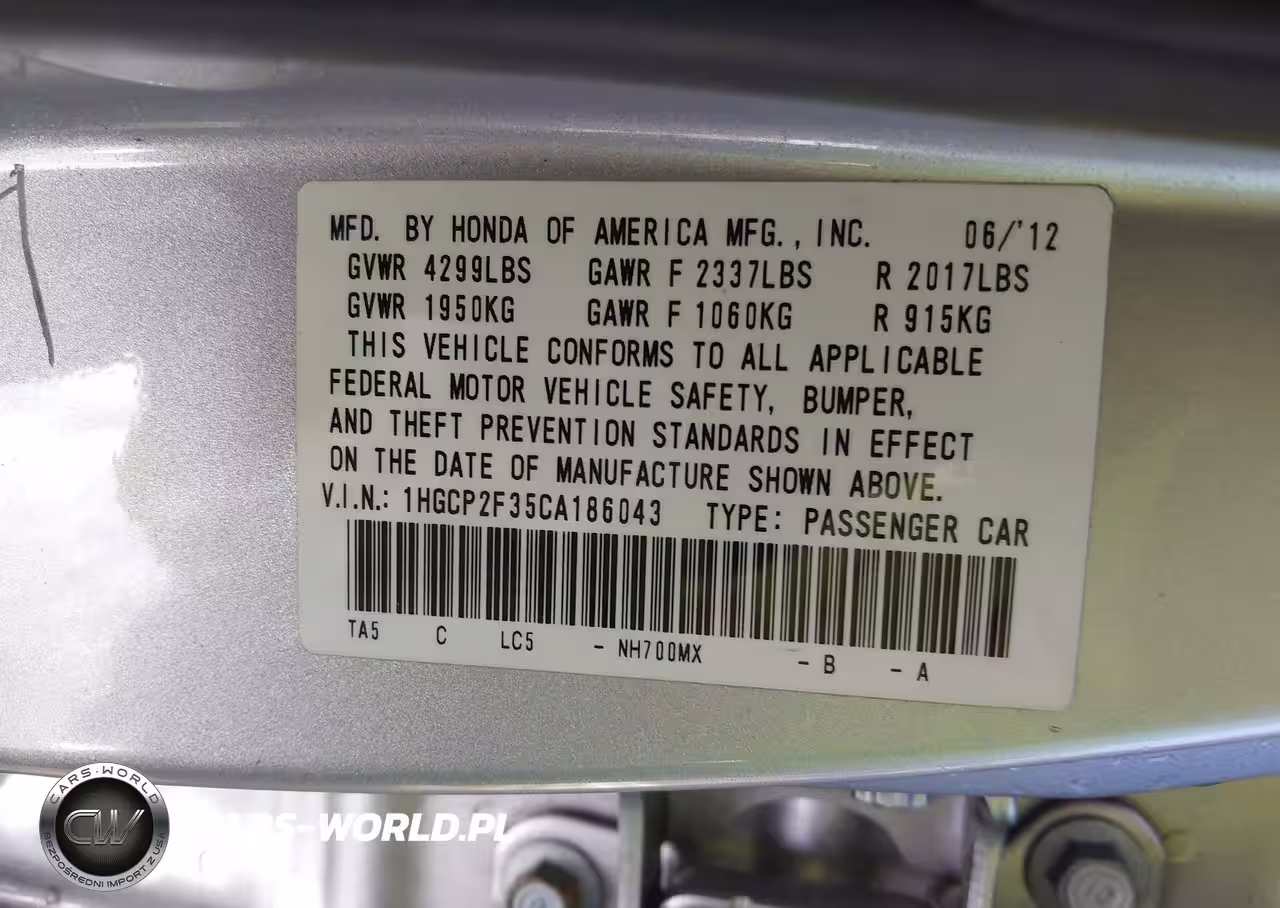 MFD. BY HONDA OF AMERICA MFG., INC. 06/'12
GVWR 4299LBS GAWR F 2337LBS R 2017LBS
GVWR 1950KG GAWR F 1060KG R 915KG
THIS VEHICLE CONFORMS TO ALL APPLICABLE
FEDERAL MOTOR VEHICLE SAFETY, BUMPER,
AND THEFT PREVENTION STANDARDS IN EFFECT
ON THE DATE OF MANUFACTURE SHOWN ABOVE.
V.I.N.: 1HGCP2F35CA186043 TYPE: PASSENGER CAR
TA5 C LC5 - NH700MX - B - A
CARS-WORLD
CW
BEZPOŚREDNI IMPORT Z USA
CARS-WORLD.PL